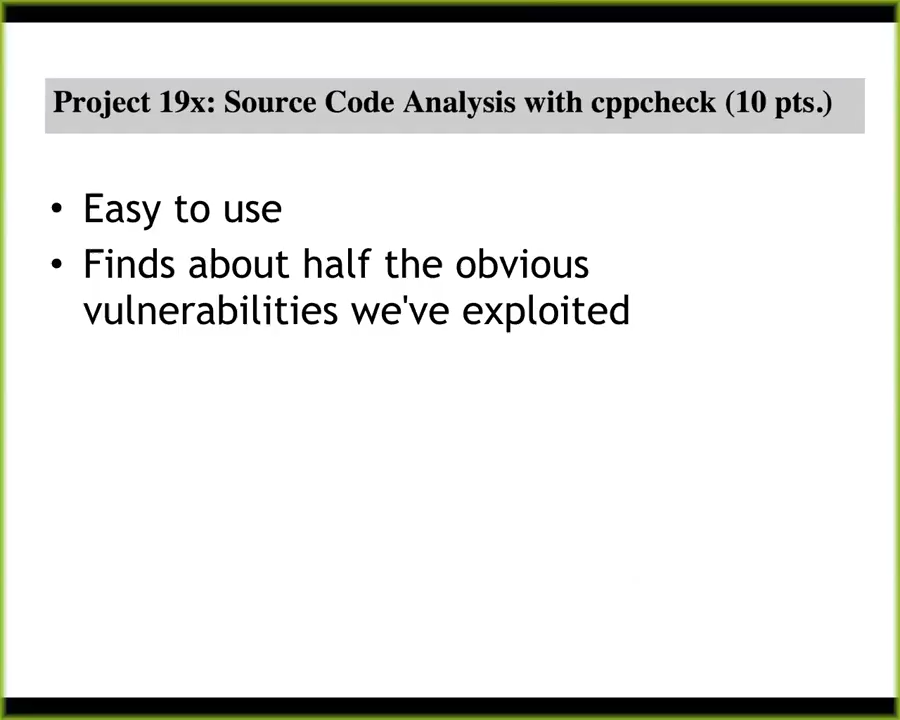 Project 19x: Source Code Analysis with cppcheck (10 pts.)
• Easy to use
• Finds about half the obvious
vulnerabilities we've exploited